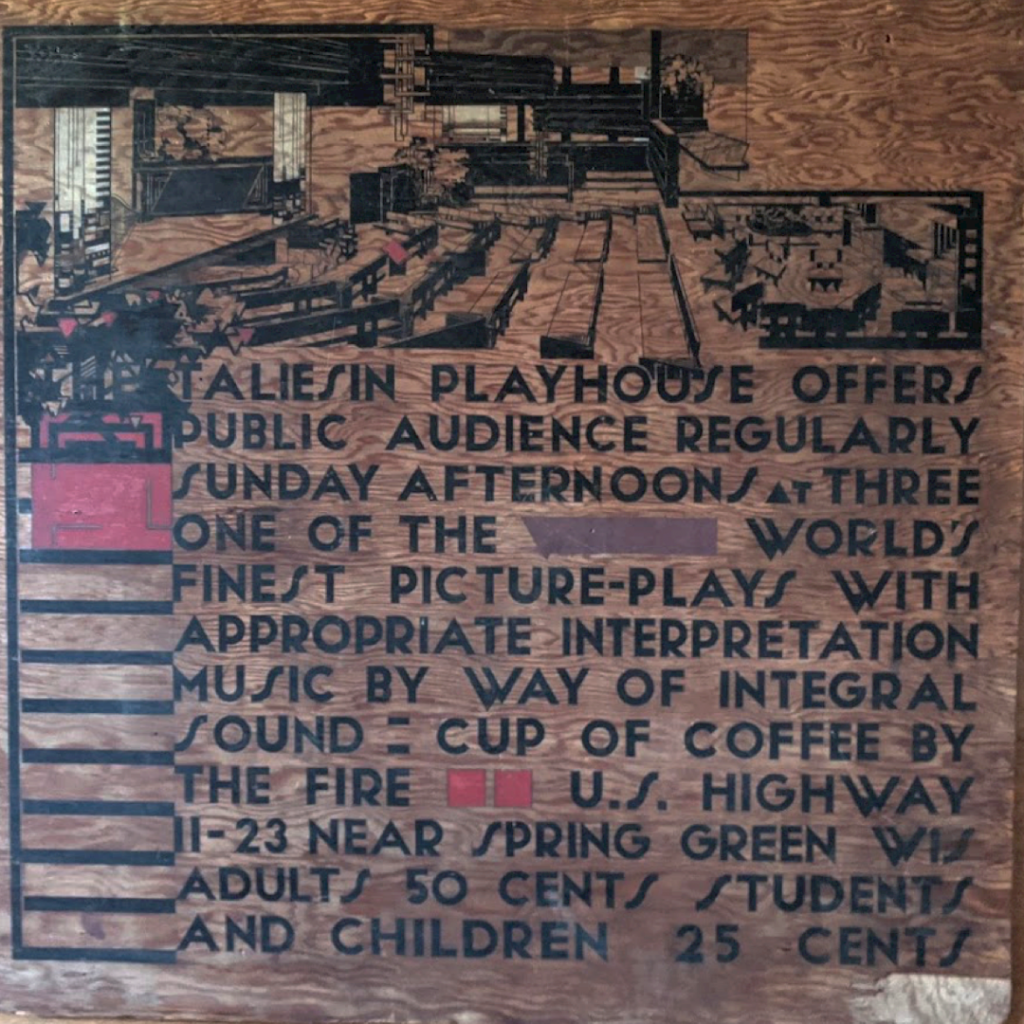 THE TALIESIN PLAYHOUSE OFFERS
PUBLIC AUDIENCE REGULARLY
SUNDAY AFTERNOONS AT THREE
ONE OF THE WORLD'S
FINEST PICTURE-PLAYS WITH
APPROPRIATE INTERPRETATION
MUSIC BY WAY OF INTEGRAL
SOUND = CUP OF COFFEE BY
THE FIRE U.S. HIGHWAY
11-23 NEAR SPRING GREEN WIS
ADULTS 50 CENTS STUDENTS
AND CHILDREN 25 CENTS